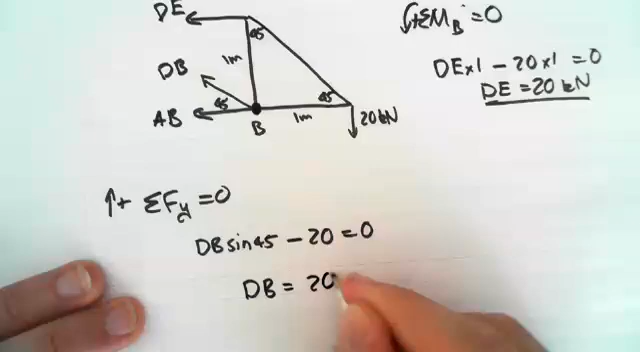 DE
45
1m
DB
45
45
AB
B
1m
20kN
↺+ΣM_B=0
DE×1 - 20×1 = 0
DE = 20 kN
↑+ ΣFy = 0
DB sin45 - 20 = 0
DB = 20